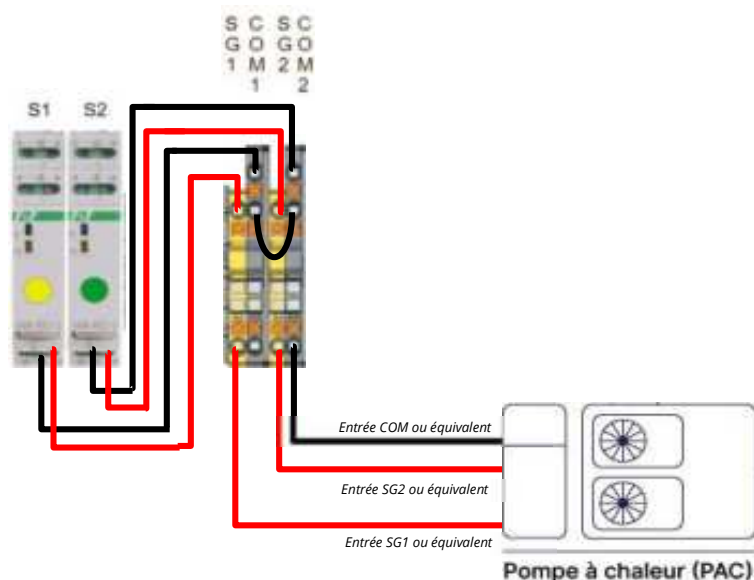 S C S C
G O G O
1 M 2 M
1 2
S1 S2
Entrée COM ou équivalent
Entrée SG2 ou équivalent
Entrée SG1 ou équivalent
Pompe à chaleur (PAC)